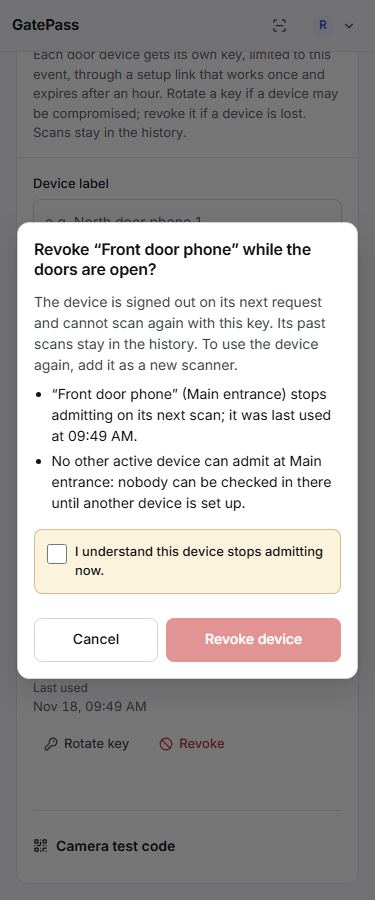 GatePass
R
Each door device gets its own key, limited to this
event, through a setup link that works once and
expires after an hour. Rotate a key if a device may
be compromised; revoke it if a device is lost.
Scans stay in the history.
Device label
e.g. North door phone 1
Revoke “Front door phone” while the
doors are open?
The device is signed out on its next request
and cannot scan again with this key. Its past
scans stay in the history. To use the device
again, add it as a new scanner.
• “Front door phone” (Main entrance) stops
admitting on its next scan; it was last used
at 09:49 AM.
• No other active device can admit at Main
entrance: nobody can be checked in there
until another device is set up.
I understand this device stops admitting
now.
Cancel
Revoke device
Last used
Nov 18, 09:49 AM
Rotate key
Revoke
Camera test code